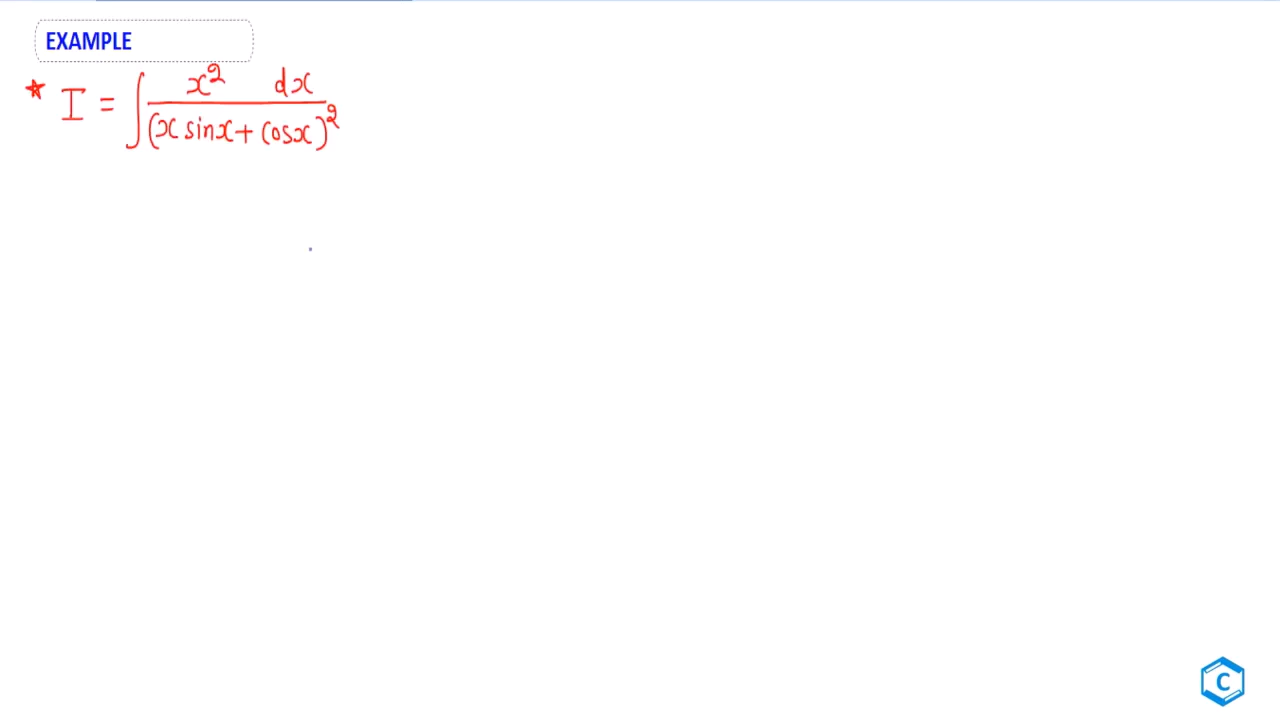 EXAMPLE
* I = ∫ x² dx / (x sinx + cosx)²
C